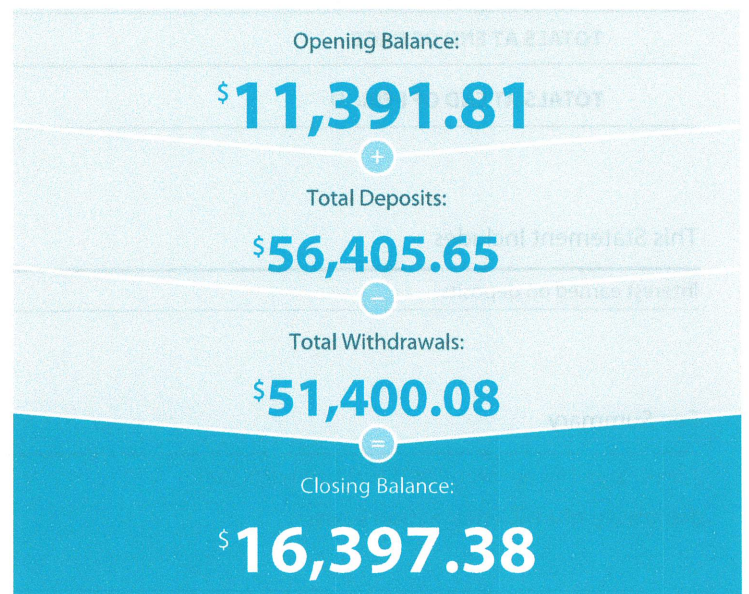 Opening Balance:
$11,391.81
+
Total Deposits:
$56,405.65
−
Total Withdrawals:
$51,400.08
=
Closing Balance:
$16,397.38